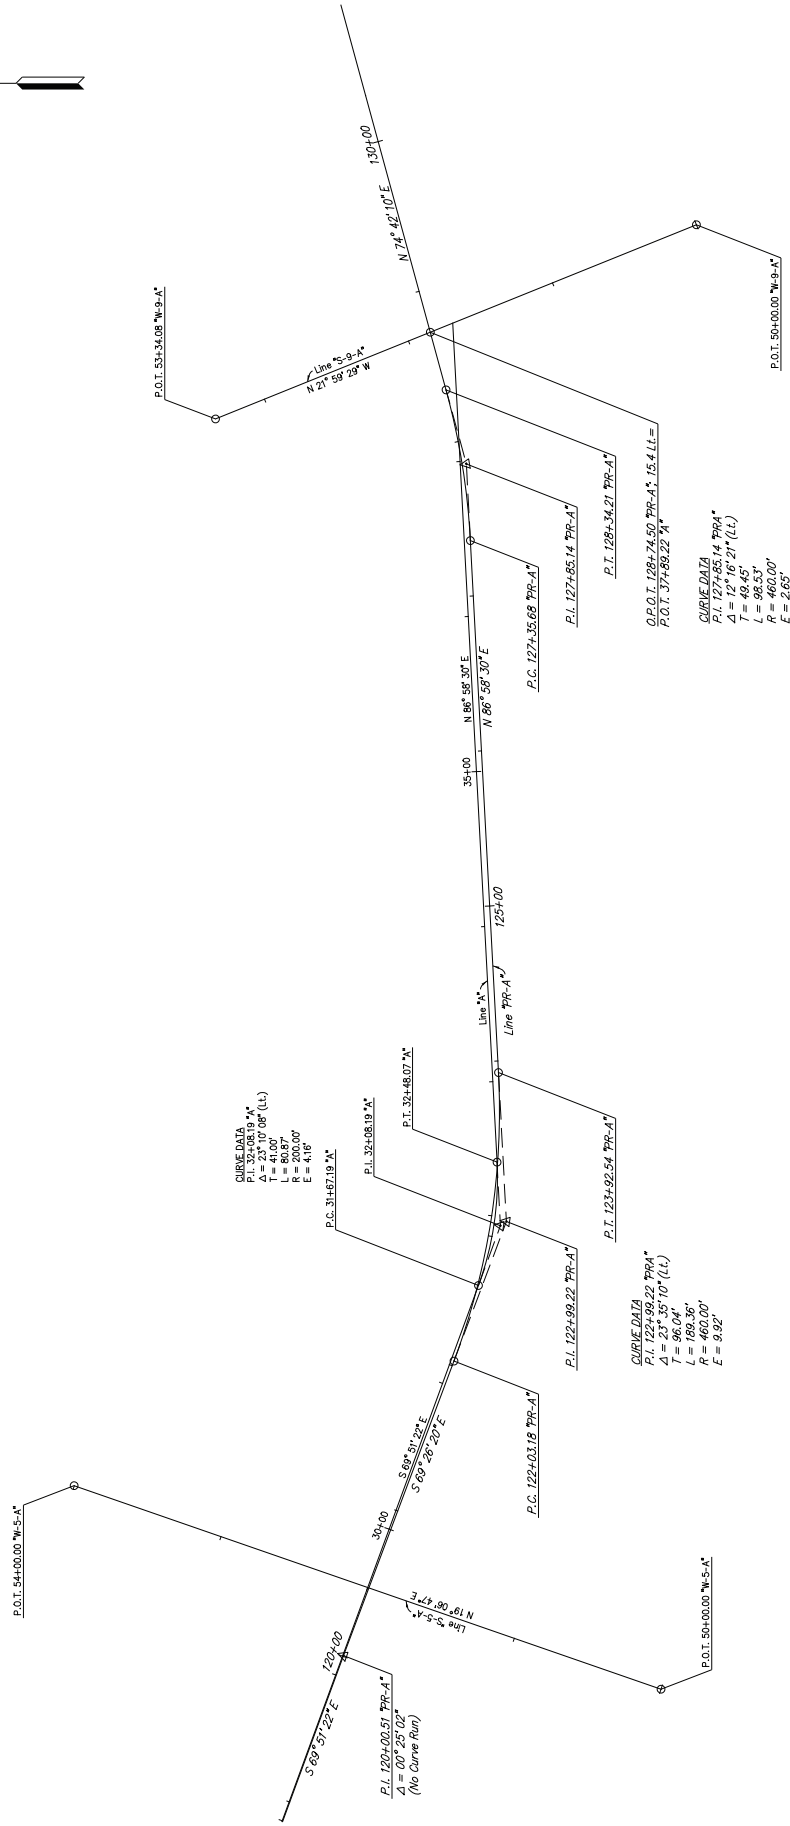 P.O.T. 54+00.00 "W-5-A"
S 69° 51' 22" E
120+00
P.I. 120+00.51 "PR-A"
Δ = 00° 25' 02"
(No Curve Run)
Line "S-5-A"
N 19° 06' 47" E
P.O.T. 50+00.00 "W-5-A"
30+00
S 69° 51' 22" E
S 69° 26' 20" E
P.C. 122+03.18 "PR-A"
CURVE DATA
P.I. 32+08.19 "A"
Δ = 23° 10' 08" (Lt.)
T = 41.00'
L = 80.87'
R = 200.00'
E = 4.16'
P.C. 31+67.19 "A"
P.I. 32+08.19 "A"
P.T. 32+48.07 "A"
P.I. 122+99.22 "PR-A"
P.T. 123+92.54 "PR-A"
CURVE DATA
P.I. 122+99.22 "PRA"
Δ = 23° 35' 10" (Lt.)
T = 96.04'
L = 189.36'
R = 460.00'
E = 9.92'
Line "A"
Line "PR-A"
125+00
35+00
N 86° 58' 30" E
N 86° 58' 30" E
P.C. 127+35.68 "PR-A"
P.I. 127+85.14 "PR-A"
P.T. 128+34.21 "PR-A"
O.P.O.T. 128+74.50 "PR-A"; 15.4 Lt.=
P.O.T. 37+89.22 "A"
CURVE DATA
P.I. 127+85.14 "PRA"
Δ = 12° 16' 21" (Lt.)
T = 49.45'
L = 98.53'
R = 460.00'
E = 2.65'
P.O.T. 53+34.08 "W-9-A"
Line "S-9-A"
N 21° 59' 29" W
P.O.T. 50+00.00 "W-9-A"
N 74° 42' 10" E
130+00